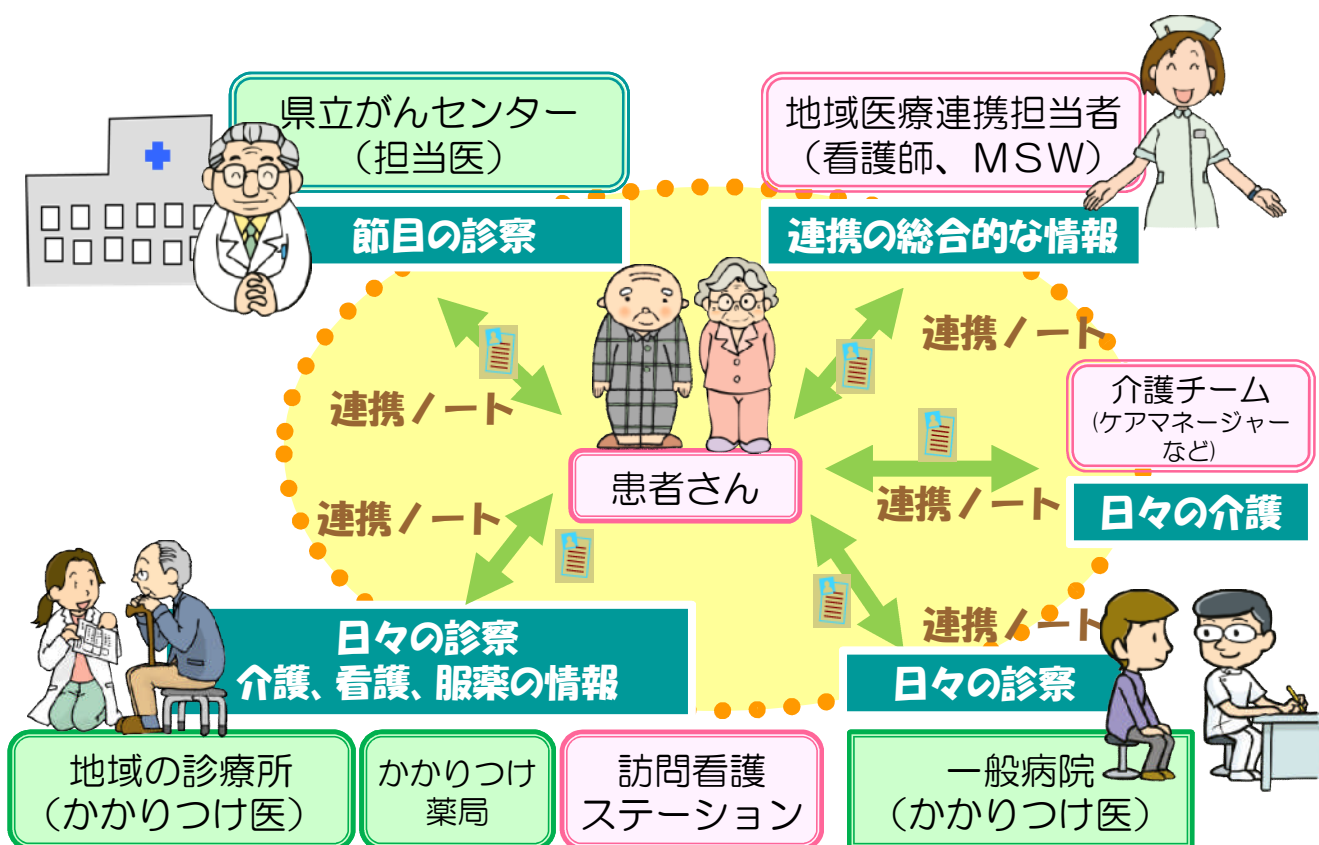 県立がんセンター
（担当医）
節目の診察
地域医療連携担当者
（看護師、ＭＳＷ）
連携の総合的な情報
連携ノート
連携ノート
介護チーム
(ケアマネージャー
など)
日々の介護
連携ノート
患者さん
連携ノート
連携ノート
日々の診察
介護、看護、服薬の情報
日々の診察
地域の診療所
（かかりつけ医）
かかりつけ
薬局
訪問看護
ステーション
一般病院
（かかりつけ医）